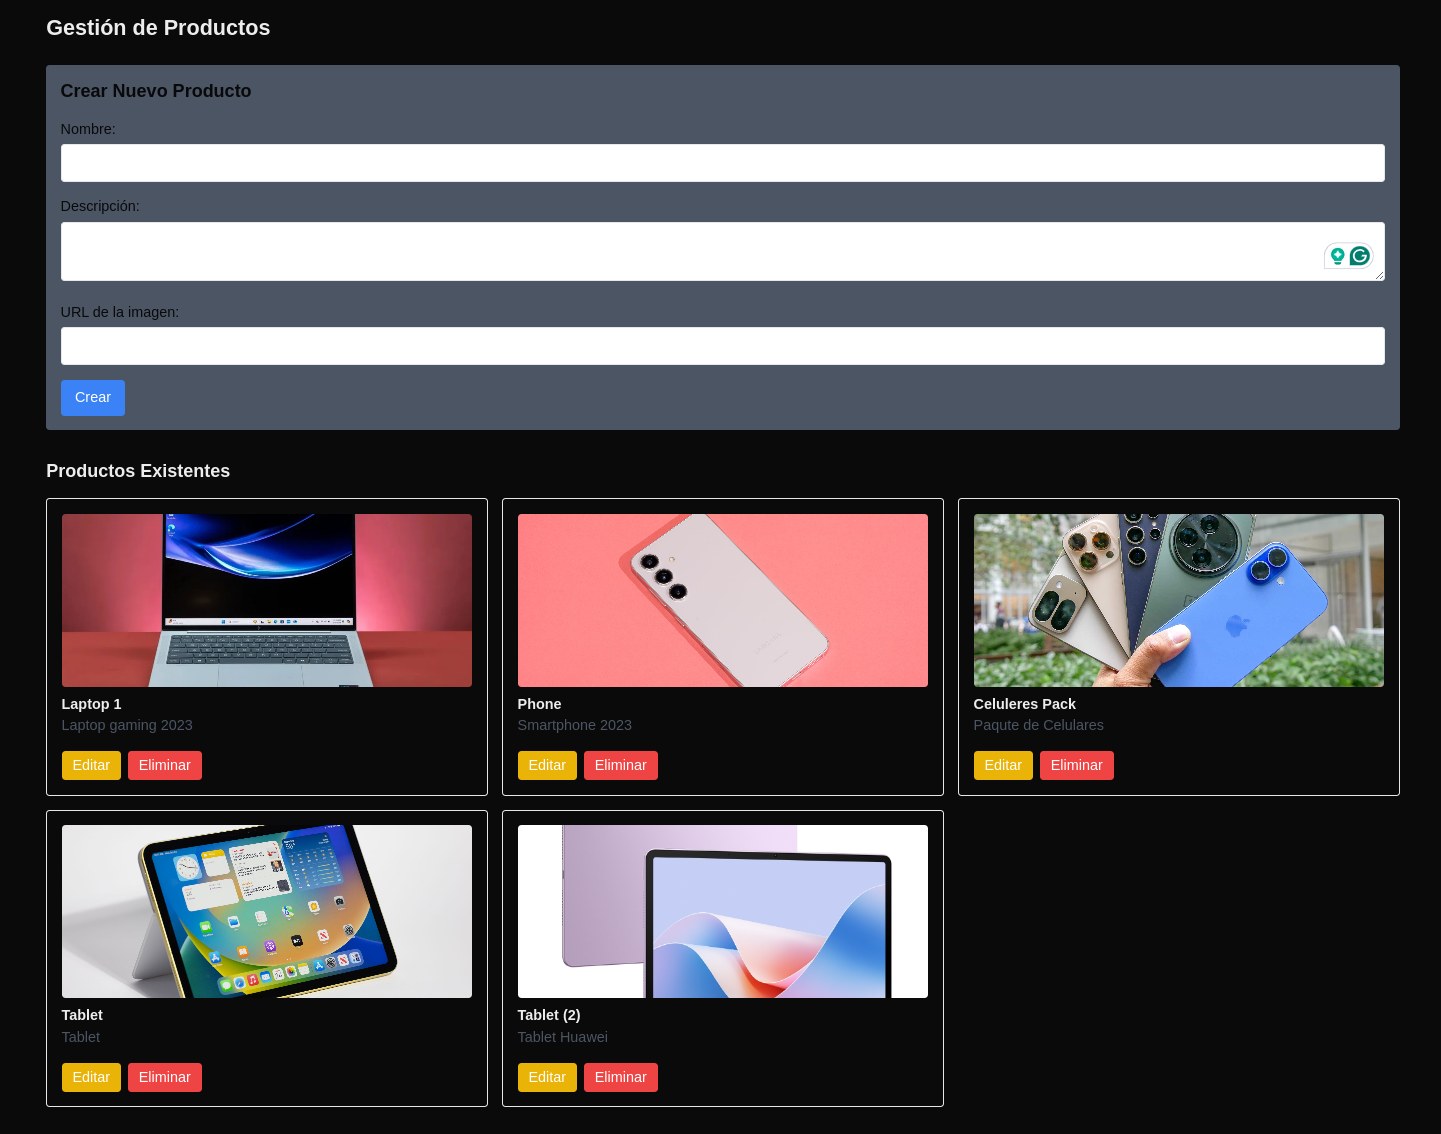 Gestión de Productos
Crear Nuevo Producto
Nombre:
Descripción:
URL de la imagen:
Crear
Productos Existentes
Laptop 1
Laptop gaming 2023
Editar Eliminar
Phone
Smartphone 2023
Editar Eliminar
Celuleres Pack
Paqute de Celulares
Editar Eliminar
Tablet
Tablet
Editar Eliminar
Tablet (2)
Tablet Huawei
Editar Eliminar